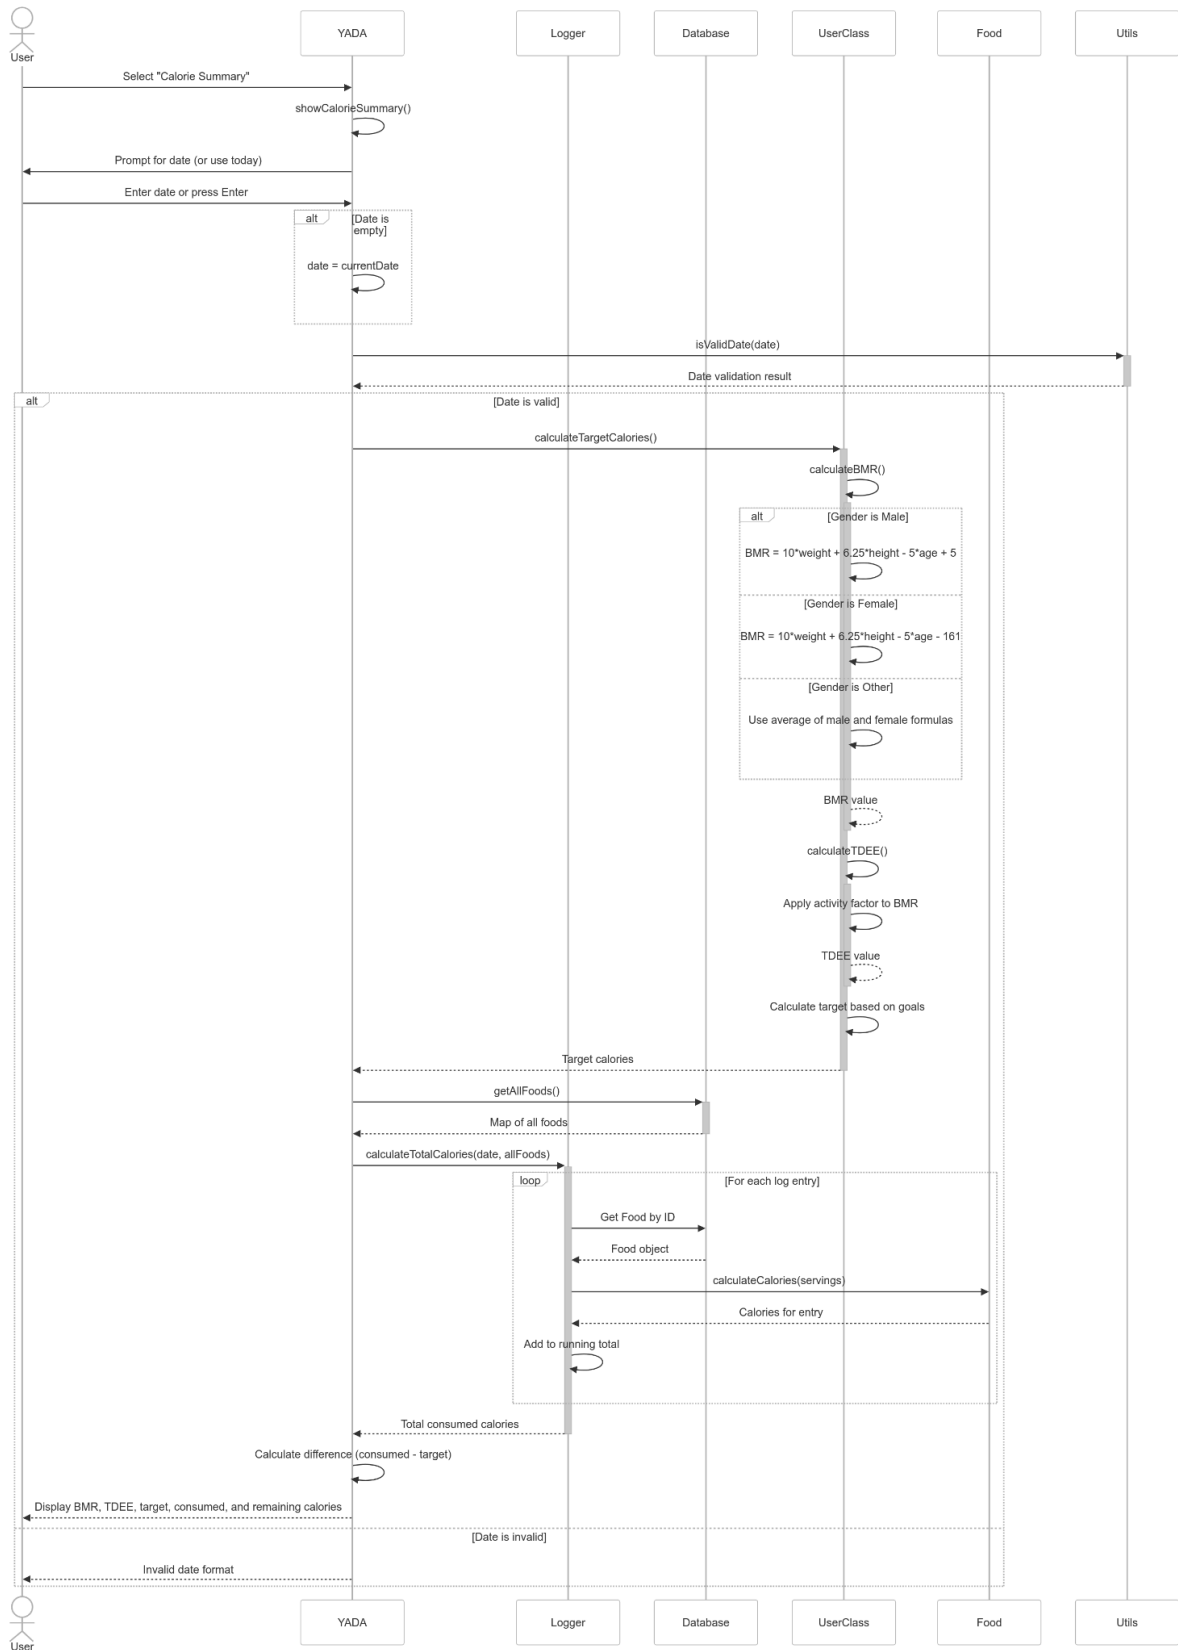 User
YADA
Logger
Database
UserClass
Food
Utils
Select "Calorie Summary"
showCalorieSummary()
Prompt for date (or use today)
Enter date or press Enter
alt
[Date is
empty]
date = currentDate
isValidDate(date)
Date validation result
alt
[Date is valid]
calculateTargetCalories()
calculateBMR()
alt
[Gender is Male]
BMR = 10*weight + 6.25*height - 5*age + 5
[Gender is Female]
BMR = 10*weight + 6.25*height - 5*age - 161
[Gender is Other]
Use average of male and female formulas
BMR value
calculateTDEE()
Apply activity factor to BMR
TDEE value
Calculate target based on goals
Target calories
getAllFoods()
Map of all foods
calculateTotalCalories(date, allFoods)
loop
[For each log entry]
Get Food by ID
Food object
calculateCalories(servings)
Calories for entry
Add to running total
Total consumed calories
Calculate difference (consumed - target)
Display BMR, TDEE, target, consumed, and remaining calories
[Date is invalid]
Invalid date format
User
YADA
Logger
Database
UserClass
Food
Utils